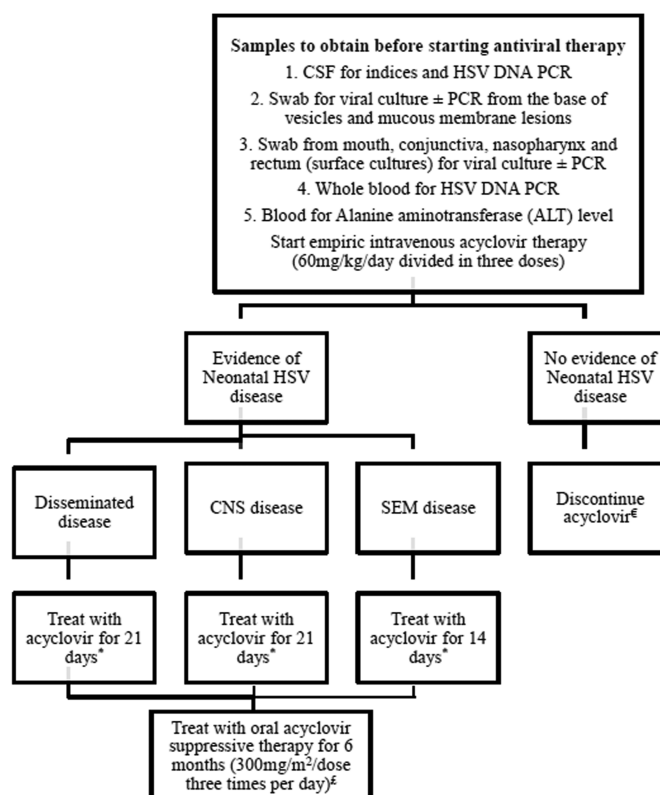 Samples to obtain before starting antiviral therapy
1. CSF for indices and HSV DNA PCR
2. Swab for viral culture ± PCR from the base of
vesicles and mucous membrane lesions
3. Swab from mouth, conjunctiva, nasopharynx and
rectum (surface cultures) for viral culture ± PCR
4. Whole blood for HSV DNA PCR
5. Blood for Alanine aminotransferase (ALT) level
Start empiric intravenous acyclovir therapy
(60mg/kg/day divided in three doses)
Evidence of
Neonatal HSV
disease
No evidence of
Neonatal HSV
disease
Disseminated
disease
CNS disease
SEM disease
Discontinue
acyclovir€
Treat with
acyclovir for 21
days*
Treat with
acyclovir for 21
days*
Treat with
acyclovir for 14
days*
Treat with oral acyclovir
suppressive therapy for 6
months (300mg/m²/dose
three times per day)£